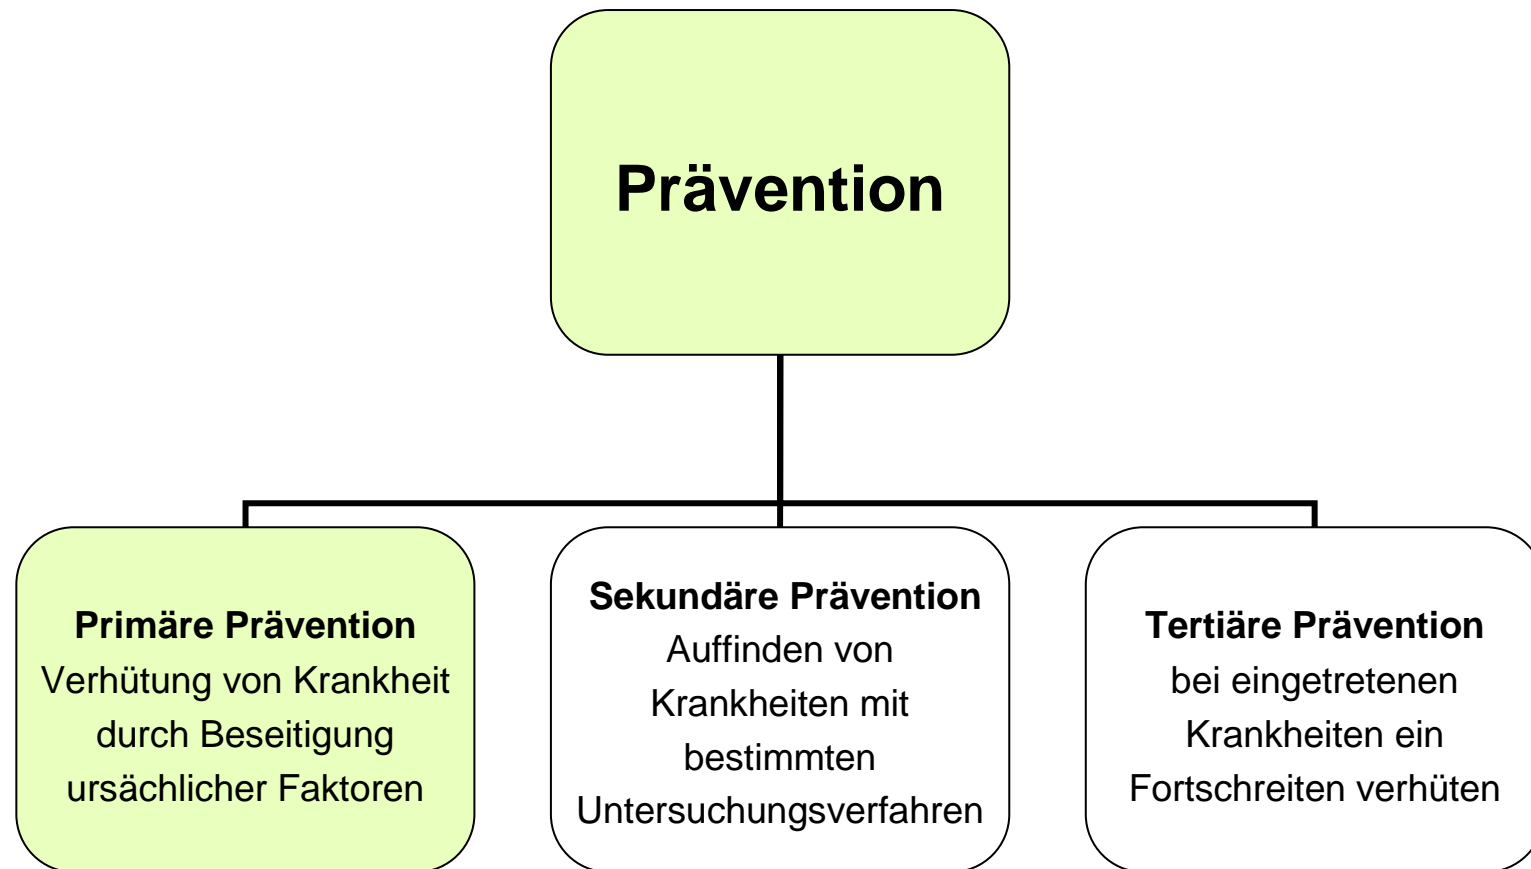 Prävention
Primäre Prävention
Verhütung von Krankheit
durch Beseitigung
ursächlicher Faktoren
Sekundäre Prävention
Auffinden von
Krankheiten mit
bestimmten
Untersuchungsverfahren
Tertiäre Prävention
bei eingetretenen
Krankheiten ein
Fortschreiten verhüten